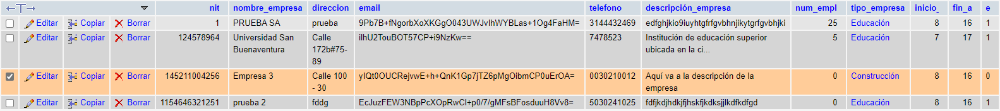 nit nombre_empresa direccion email telefono descripción_empresa num_empl tipo_empresa inicio_ fin_a e
Editar Copiar Borrar 1 PRUEBA SA prueba 9Pb7B+fNgorbXoXKGgO043UWJvIhWYBLas+1Og4FaHM= 3144432469 edfghjkio9iuyhtgfrfgvbhnjikytgrfgvbhjki 25 Educación 8 16 1
Editar Copiar Borrar 124578964 Universidad San Calle ilhU2TouBOT57CP+i9NzKw== 7478523 Institución de educación superior 5 Educación 7 17 1
Buenaventura 172b#75- ubicada en la ci...
89
Editar Copiar Borrar 145211004256 Empresa 3 Calle 100 yIQt0OUCRejvwE+h+QnK1Gp7jTZ6pMgOibmCP0uErOA= 0030210012 Aquí va a la descripción de la 0 Construcción 8 16 0
- 30 empresa
Editar Copiar Borrar 1154646321251 prueba 2 fddg EcJuzFEW3NBpPcXOpRwCI+p0/7/gMFsBFosduuH8Vv8= 5030241025 fdfjkdjhdkjfjhskfjkdksjjlkdfkdfgd 0 Educación 8 16 1